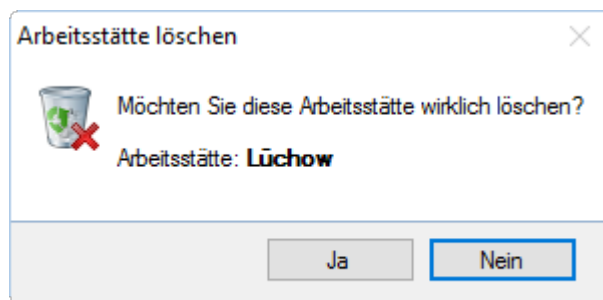 Arbeitsstätte löschen
Möchten Sie diese Arbeitsstätte wirklich löschen?
Arbeitsstätte: Lüchow
Ja
Nein